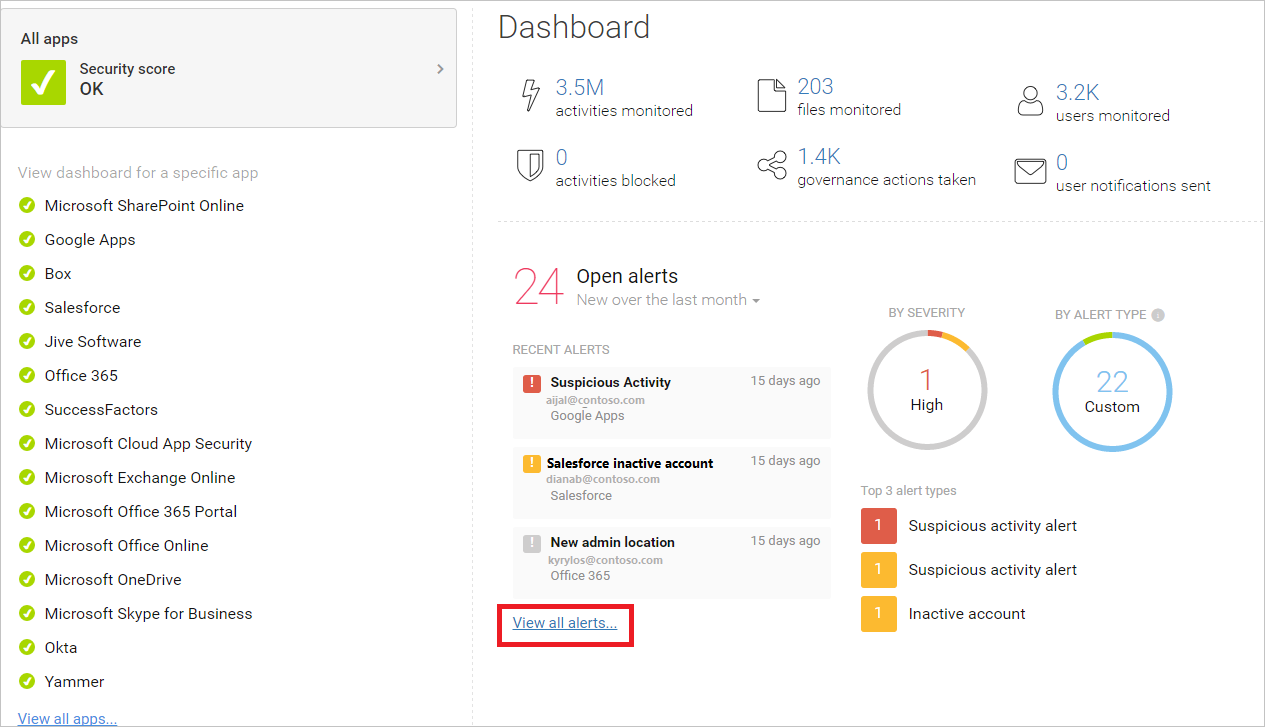 All apps
Security score
OK
View dashboard for a specific app
Microsoft SharePoint Online
Google Apps
Box
Salesforce
Jive Software
Office 365
SuccessFactors
Microsoft Cloud App Security
Microsoft Exchange Online
Microsoft Office 365 Portal
Microsoft Office Online
Microsoft OneDrive
Microsoft Skype for Business
Okta
Yammer
View all apps...
Dashboard
3.5M
activities monitored
203
files monitored
3.2K
users monitored
0
activities blocked
1.4K
governance actions taken
0
user notifications sent
24
Open alerts
New over the last month
RECENT ALERTS
! Suspicious Activity 15 days ago
aijal@contoso.com
Google Apps
! Salesforce inactive account 15 days ago
dianab@contoso.com
Salesforce
! New admin location 15 days ago
kyrylos@contoso.com
Office 365
View all alerts...
BY SEVERITY
1
High
BY ALERT TYPE i
22
Custom
Top 3 alert types
1 Suspicious activity alert
1 Suspicious activity alert
1 Inactive account